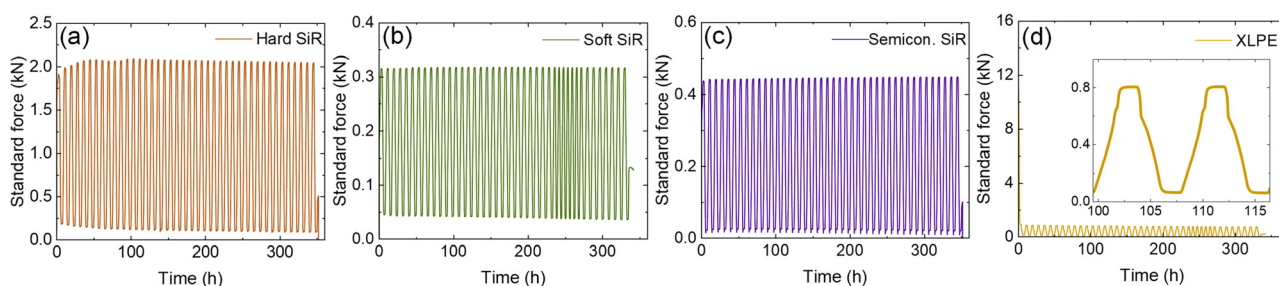 (a)
Hard SiR
Standard force (kN)
2.5
2.0
1.5
1.0
0.5
0.0
0
100
200
300
Time (h)
(b)
Soft SiR
Standard force (kN)
0.4
0.3
0.2
0.1
0.0
0
100
200
300
Time (h)
(c)
Semicon. SiR
Standard force (kN)
0.6
0.4
0.2
0.0
0
100
200
300
Time (h)
(d)
XLPE
Standard force (kN)
16
12
8
4
0
0
100
200
300
Time (h)
0.8
0.4
0.0
100
105
110
115